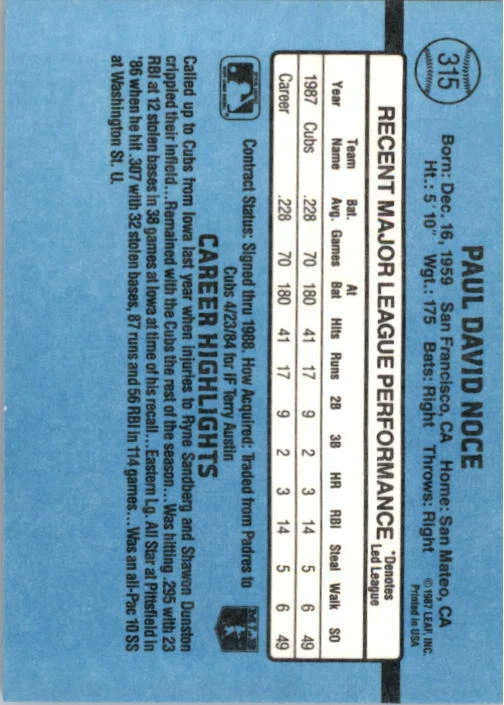 315
PAUL DAVID NOCE
Born: Dec. 16, 1959 San Francisco, CA Home: San Mateo, CA
Ht.: 5' 10" Wgt.: 175 Bats: Right Throws: Right
© 1987 LEAF, INC.
Printed in USA
RECENT MAJOR LEAGUE PERFORMANCE *Denotes Led League
Year Team Name Bat. Avg. Games At Bat Hits Runs 2B 3B HR RBI Steal Walk SO
1987 Cubs .228 70 180 41 17 9 2 3 14 5 6 49
Career .228 70 180 41 17 9 2 3 14 5 6 49
Contract Status: Signed thru 1988. How Acquired: Traded from Padres to
Cubs 4/23/84 for IF Terry Austin
MLB
CAREER HIGHLIGHTS
Called up to Cubs from Iowa last year when injuries to Ryne Sandberg and Shawon Dunston
crippled their infield...Remained with the Cubs the rest of the season...Was hitting .295 with 23
RBI at 12 stolen bases in 38 games at Iowa at time of his recall...Eastern Lg. All Star at Pittsfield in
'86 when he hit .307 with 32 stolen bases, 87 runs and 56 RBI in 114 games...Was an all-Pac 10 SS
at Washington St. U.